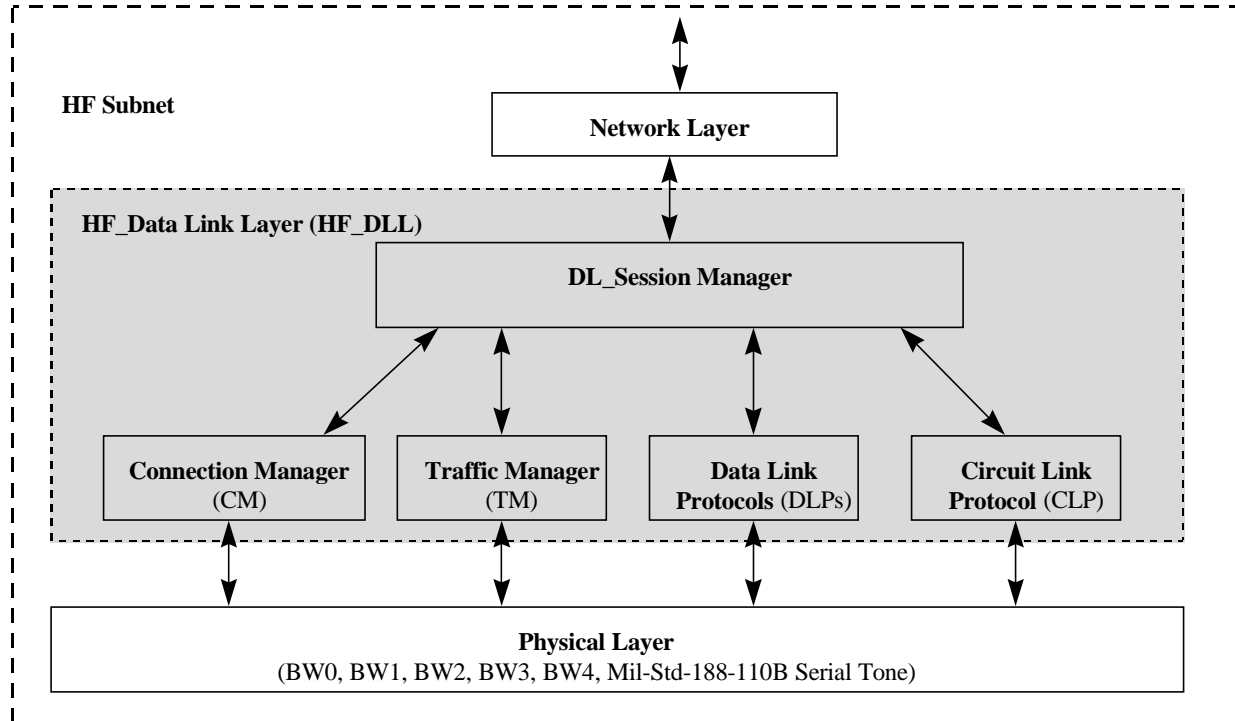 HF Subnet
Network Layer
HF_Data Link Layer (HF_DLL)
DL_Session Manager
Connection Manager
(CM)
Traffic Manager
(TM)
Data Link
Protocols (DLPs)
Circuit Link
Protocol (CLP)
Physical Layer
(BW0, BW1, BW2, BW3, BW4, Mil-Std-188-110B Serial Tone)